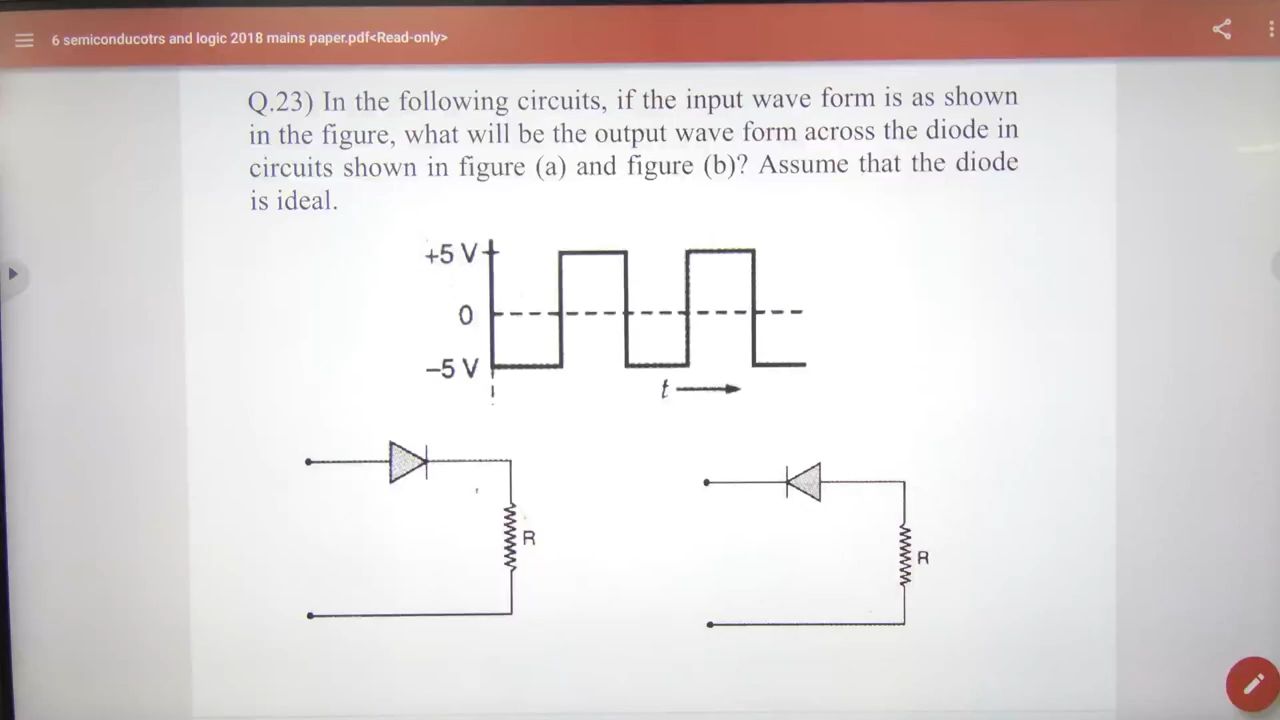 6 semiconducotrs and logic 2018 mains paper.pdf<Read-only>
Q.23) In the following circuits, if the input wave form is as shown
in the figure, what will be the output wave form across the diode in
circuits shown in figure (a) and figure (b)? Assume that the diode
is ideal.
+5 V
0
−5 V
t
R
R